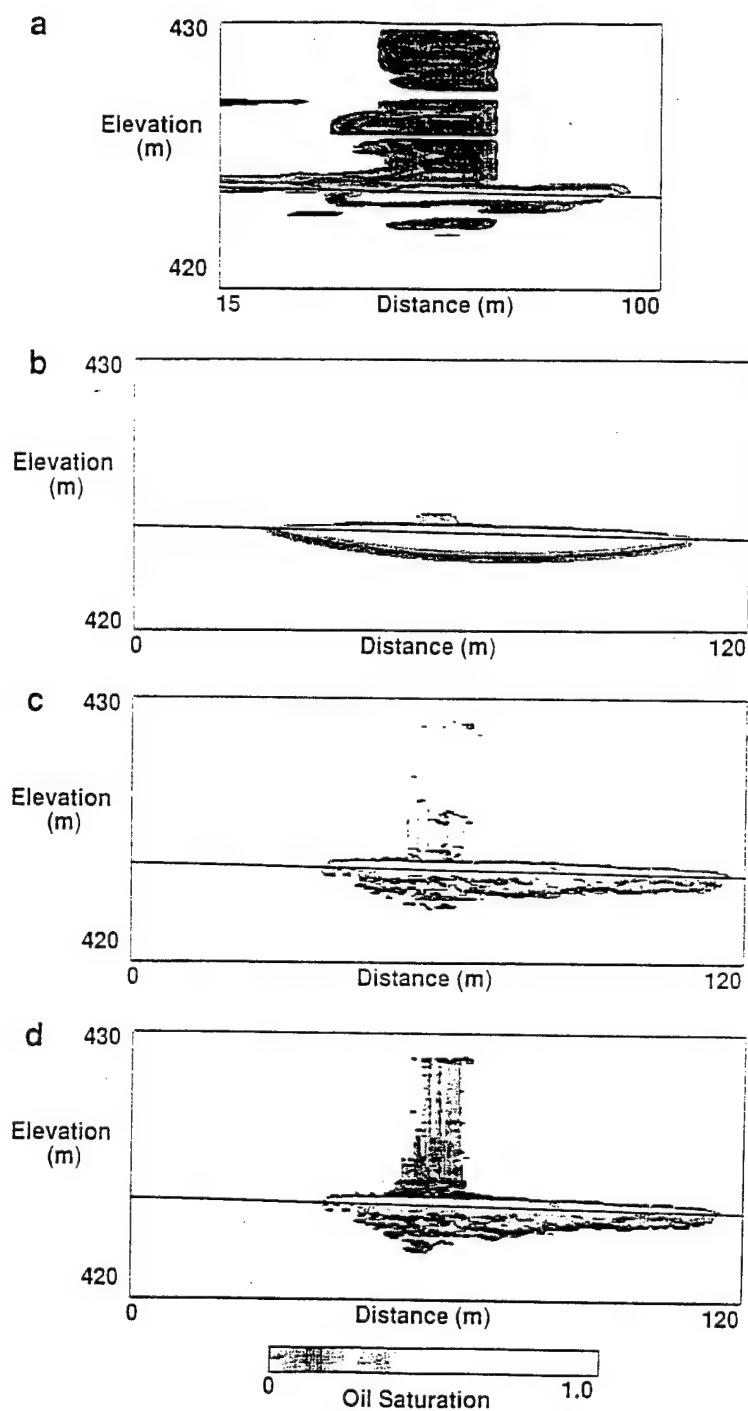 a
430
Elevation
(m)
420
15 Distance (m) 100
b
430
Elevation
(m)
420
0 Distance (m) 120
c
430
Elevation
(m)
420
0 Distance (m) 120
d
430
Elevation
(m)
420
0 Distance (m) 120
0 1.0
Oil Saturation